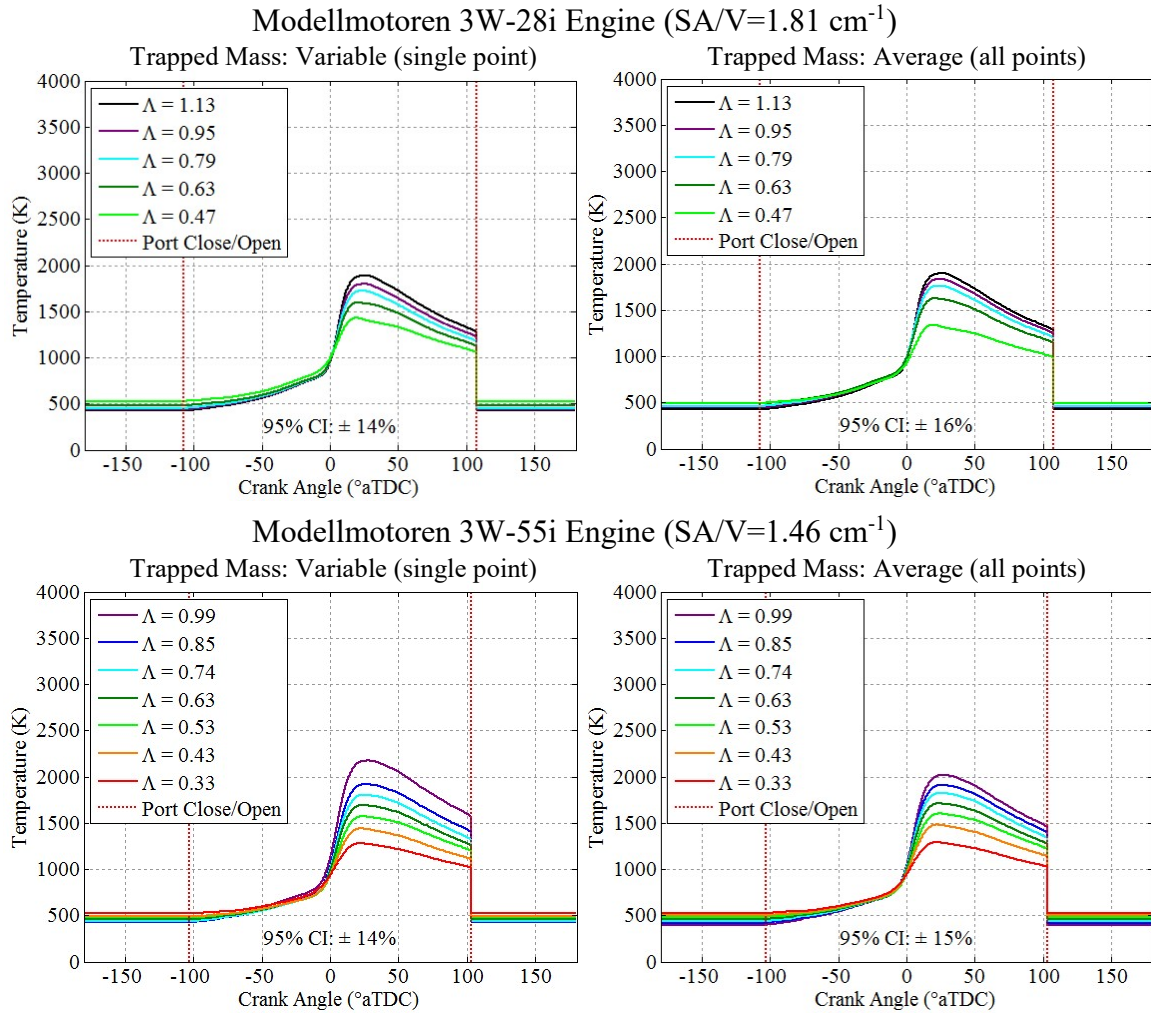 Modellmotoren 3W-28i Engine (SA/V=1.81 cm⁻¹)
Trapped Mass: Variable (single point)
Temperature (K)
4000
3500
3000
2500
2000
1500
1000
500
0
Λ = 1.13
Λ = 0.95
Λ = 0.79
Λ = 0.63
Λ = 0.47
Port Close/Open
95% CI: ± 14%
-150 -100 -50 0 50 100 150
Crank Angle (°aTDC)
Trapped Mass: Average (all points)
Temperature (K)
4000
3500
3000
2500
2000
1500
1000
500
0
Λ = 1.13
Λ = 0.95
Λ = 0.79
Λ = 0.63
Λ = 0.47
Port Close/Open
95% CI: ± 16%
-150 -100 -50 0 50 100 150
Crank Angle (°aTDC)
Modellmotoren 3W-55i Engine (SA/V=1.46 cm⁻¹)
Trapped Mass: Variable (single point)
Temperature (K)
4000
3500
3000
2500
2000
1500
1000
500
0
Λ = 0.99
Λ = 0.85
Λ = 0.74
Λ = 0.63
Λ = 0.53
Λ = 0.43
Λ = 0.33
Port Close/Open
95% CI: ± 14%
-150 -100 -50 0 50 100 150
Crank Angle (°aTDC)
Trapped Mass: Average (all points)
Temperature (K)
4000
3500
3000
2500
2000
1500
1000
500
0
Λ = 0.99
Λ = 0.85
Λ = 0.74
Λ = 0.63
Λ = 0.53
Λ = 0.43
Λ = 0.33
Port Close/Open
95% CI: ± 15%
-150 -100 -50 0 50 100 150
Crank Angle (°aTDC)